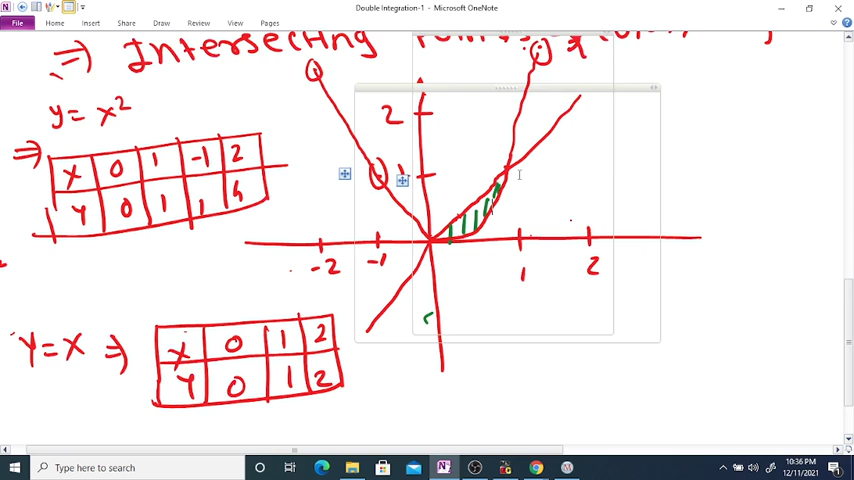 Double Integration-1 - Microsoft OneNote
File Home Insert Draw Review View Pages
=> Intersecting
y = x²
=> X 0 1 -1 2
Y 0 1 1 4
2
1
-2 -1 1 2
Y=X => X 0 1 2
Y 0 1 2
Type here to search
10:36 PM
12/11/2021